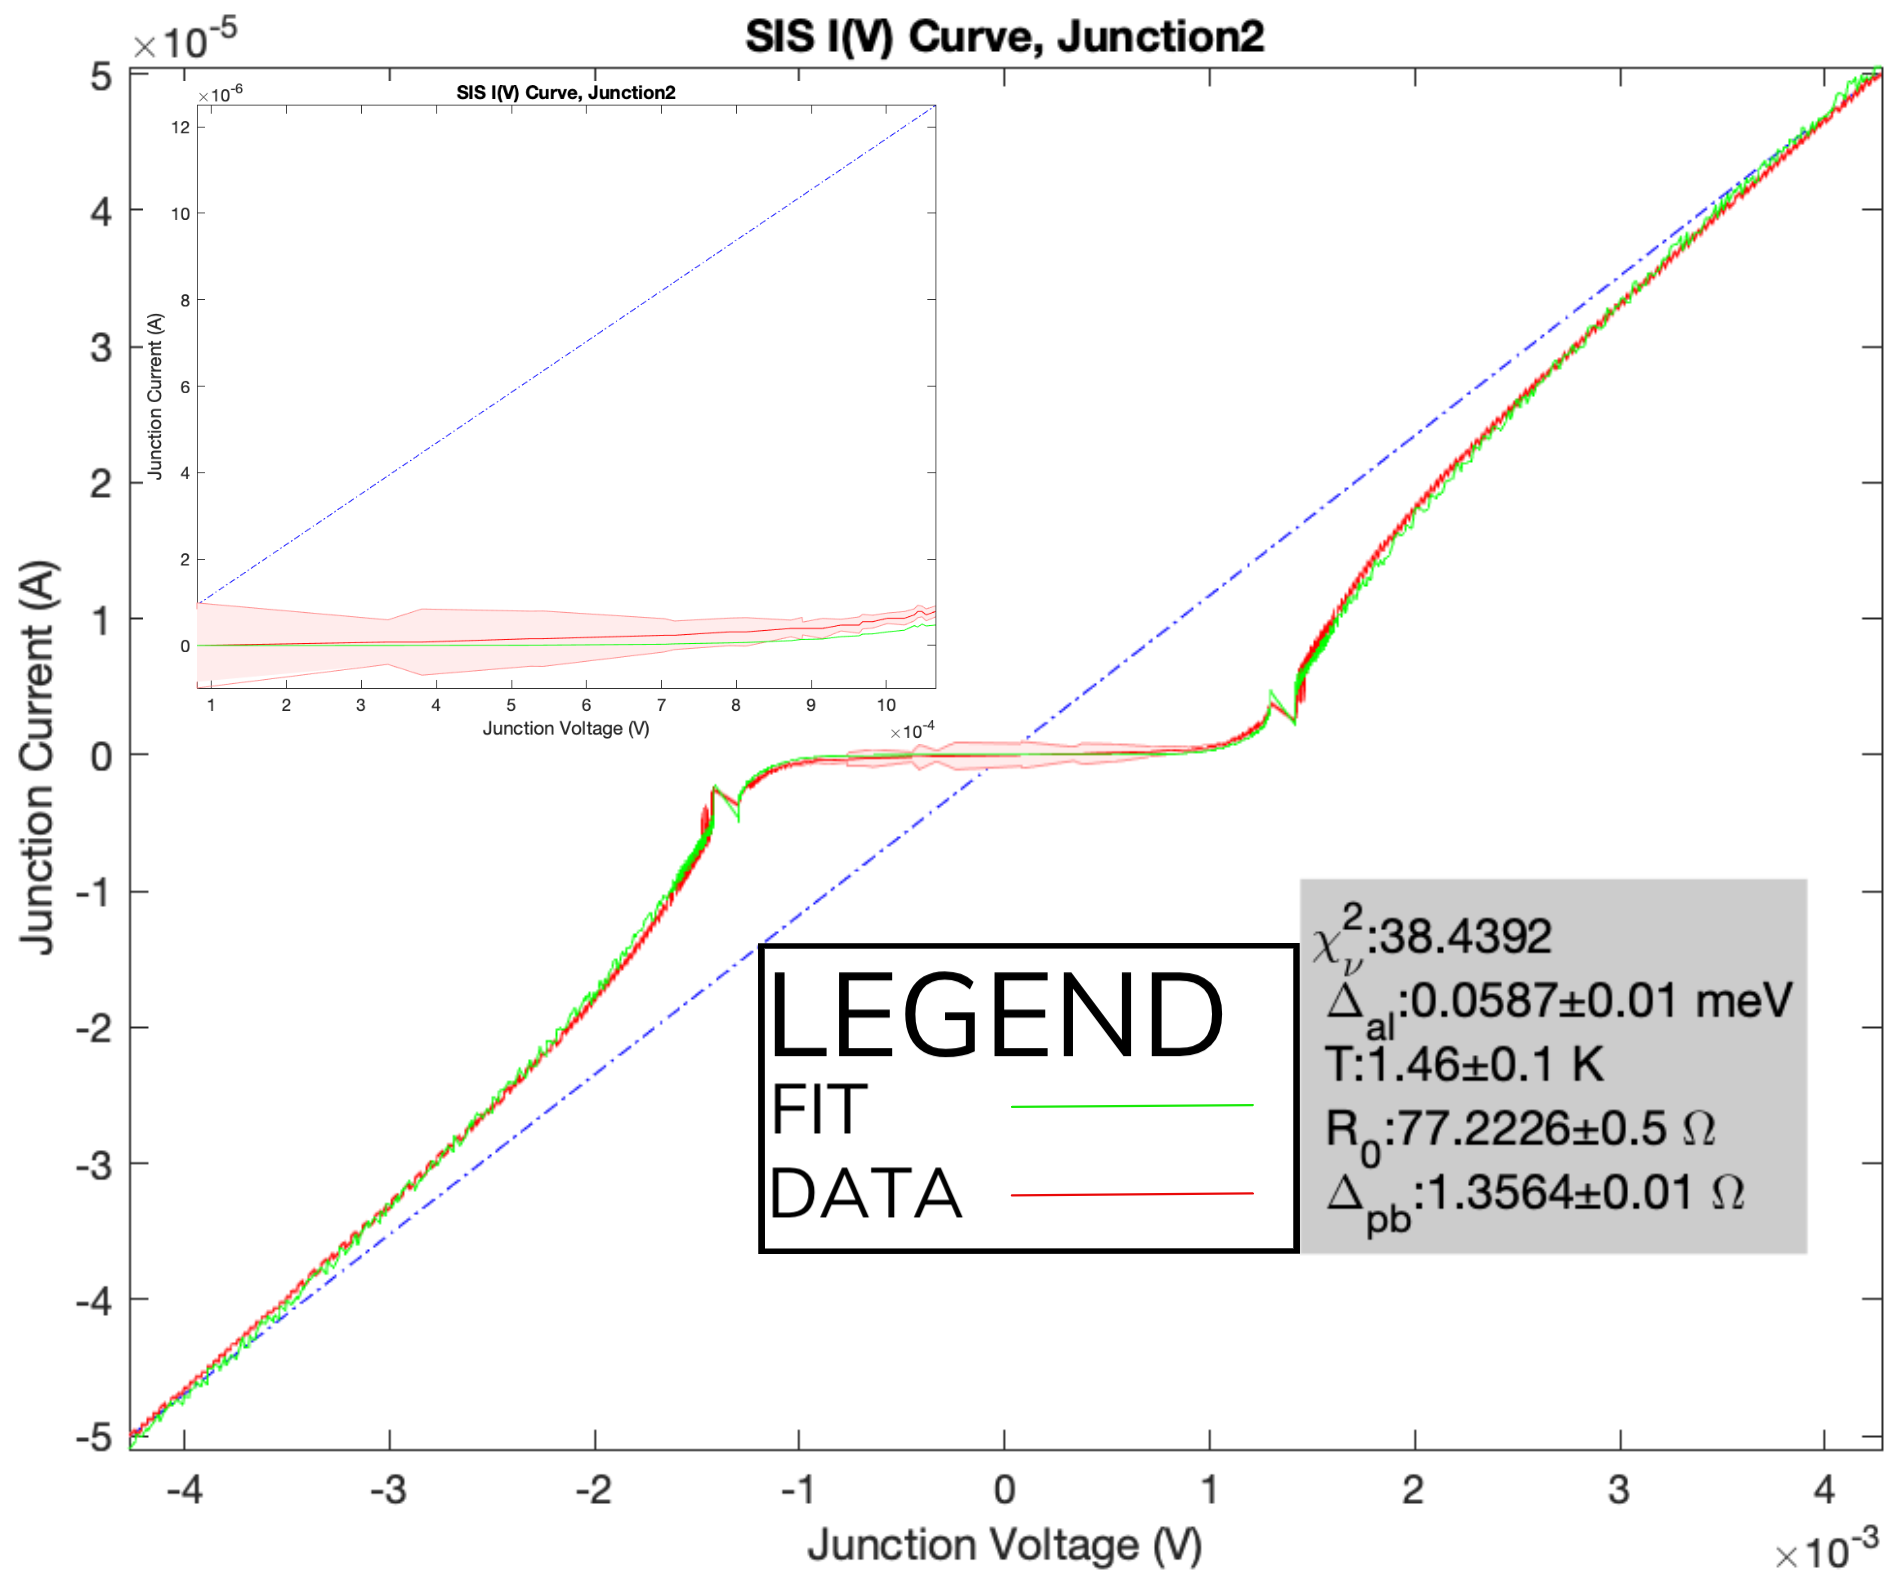 SIS I(V) Curve, Junction2
×10⁻⁵
5
4
3
2
1
0
-1
-2
-3
-4
-5
Junction Current (A)
×10⁻⁶
SIS I(V) Curve, Junction2
12
10
8
6
4
2
0
Junction Current (A)
1 2 3 4 5 6 7 8 9 10
Junction Voltage (V)
×10⁻⁴
LEGEND
FIT
DATA
χ²ᵥ:38.4392
Δal:0.0587±0.01 meV
T:1.46±0.1 K
R₀:77.2226±0.5 Ω
Δpb:1.3564±0.01 Ω
-4 -3 -2 -1 0 1 2 3 4
Junction Voltage (V)
×10⁻³